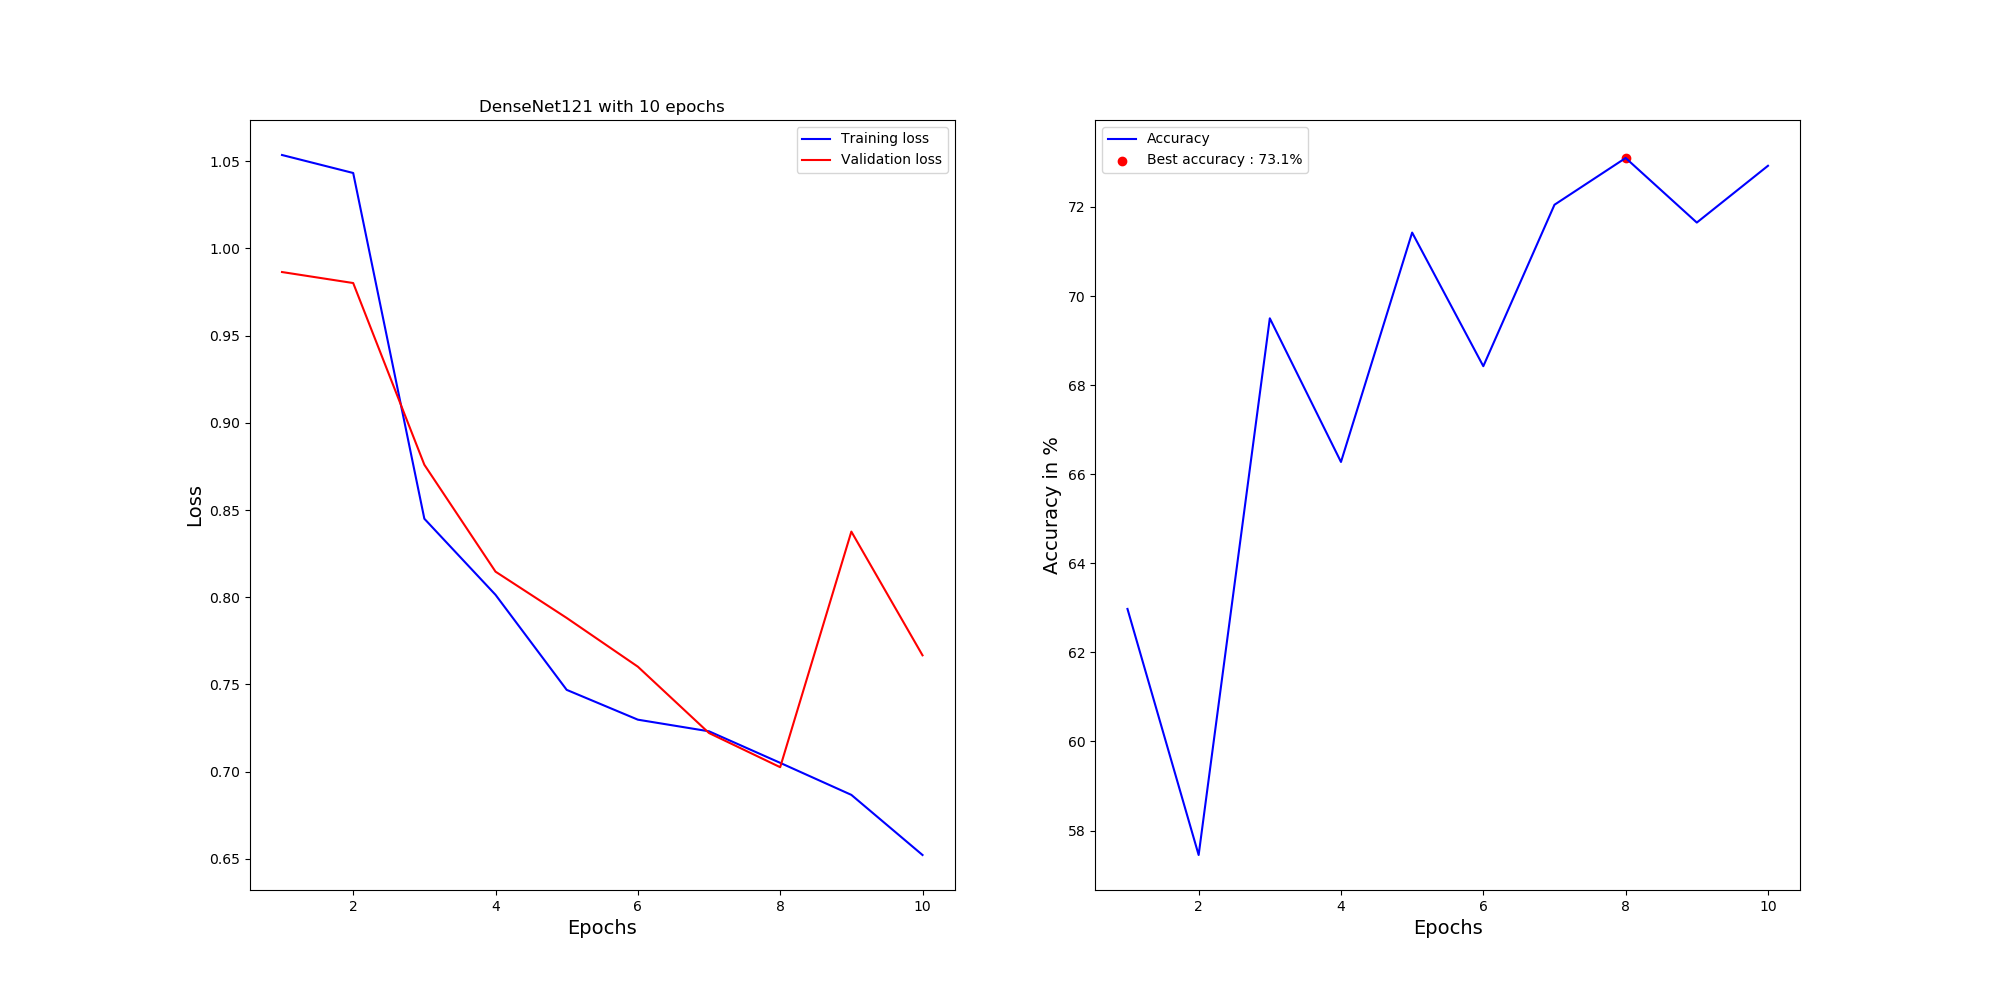 DenseNet121 with 10 epochs
Training loss
Validation loss
1.05
1.00
0.95
0.90
0.85
0.80
0.75
0.70
0.65
Loss
2 4 6 8 10
Epochs
Accuracy
Best accuracy : 73.1%
72
70
68
66
64
62
60
58
Accuracy in %
2 4 6 8 10
Epochs